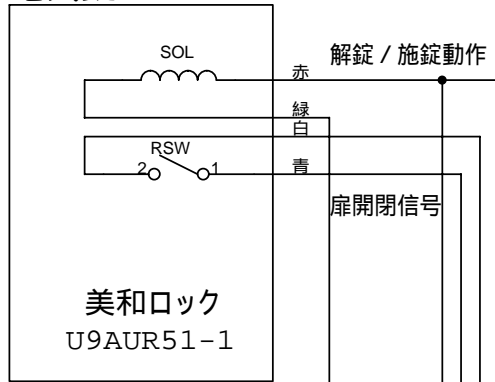 SOL
解錠 / 施錠動作
赤
緑
白
RSW
2 1
青
扉開閉信号
美和ロック
U9AUR51-1